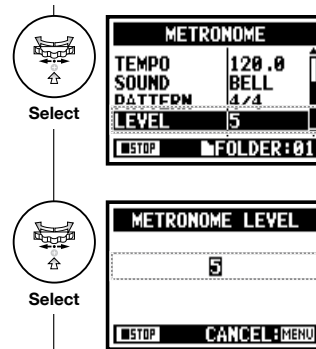 METRONOME
TEMPO 120.0
SOUND BELL
PATTERN 4/4
LEVEL 5
STOP FOLDER:01
Select
METRONOME LEVEL
5
STOP CANCEL:MENU
Select